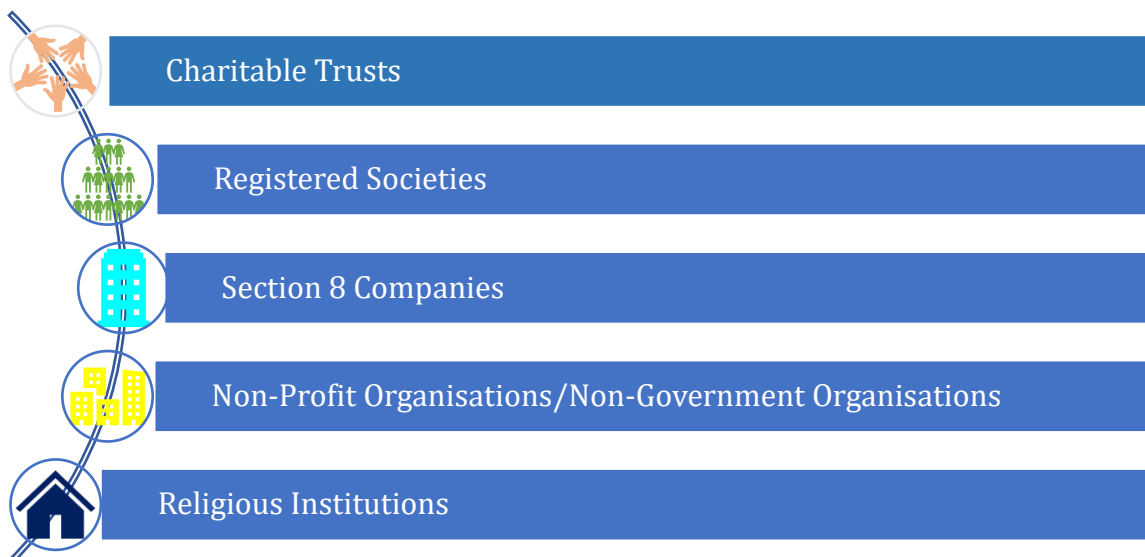 Charitable Trusts
Registered Societies
Section 8 Companies
Non-Profit Organisations/Non-Government Organisations
Religious Institutions